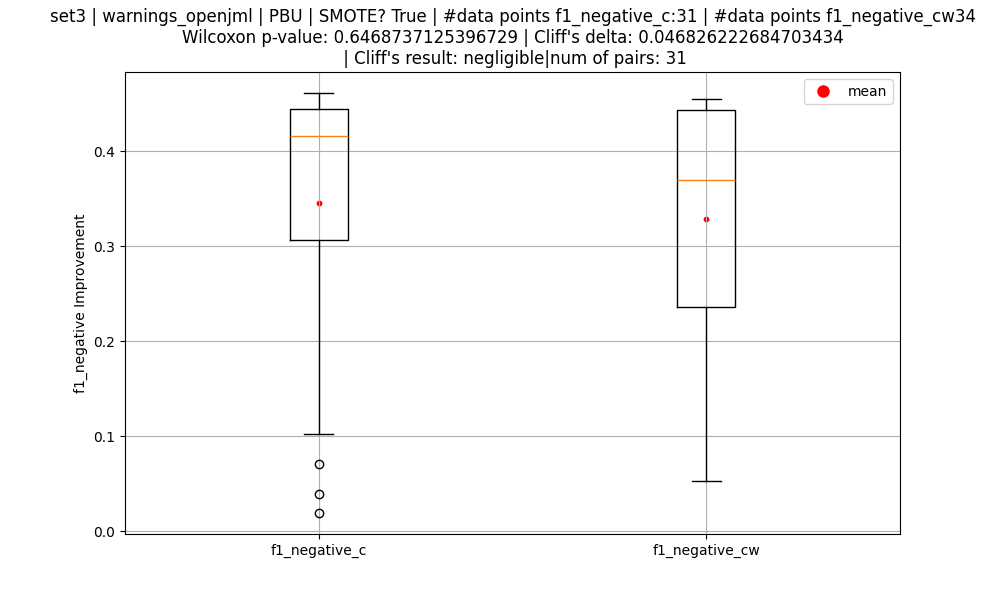 set3 | warnings_openjml | PBU | SMOTE? True | #data points f1_negative_c:31 | #data points f1_negative_cw34
Wilcoxon p-value: 0.6468737125396729 | Cliff's delta: 0.046826222684703434
| Cliff's result: negligible|num of pairs: 31
mean
f1_negative Improvement
0.4
0.3
0.2
0.1
0.0
f1_negative_c
f1_negative_cw